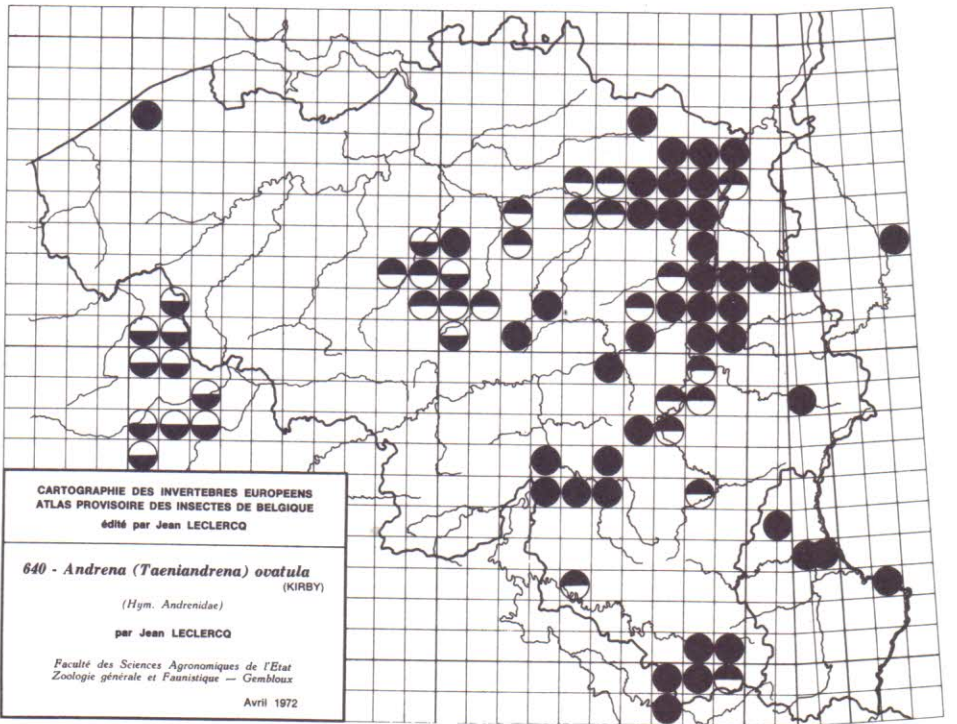 CARTOGRAPHIE DES INVERTEBRES EUROPEENS
ATLAS PROVISOIRE DES INSECTES DE BELGIQUE
édité par Jean LECLERCQ
640 - Andrena (Taeniandrena) ovatula
(KIRBY)
(Hym. Andrenidae)
par Jean LECLERCQ
Faculté des Sciences Agronomiques de l'Etat
Zoologie générale et Faunistique — Gembloux
Avril 1972